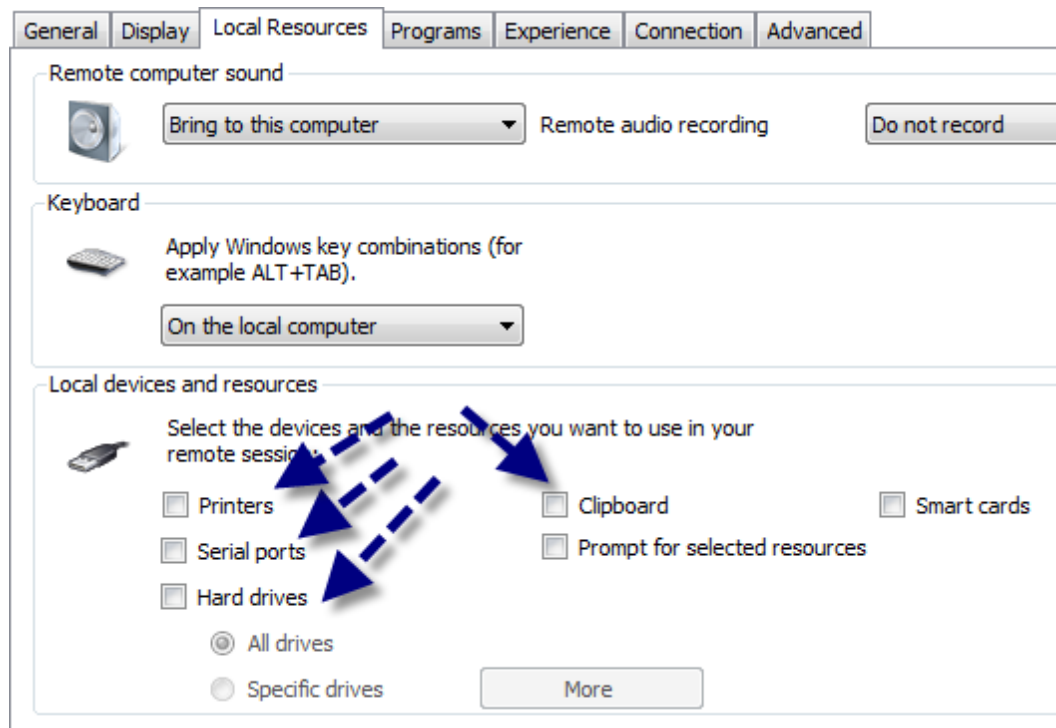 General Display Local Resources Programs Experience Connection Advanced
Remote computer sound
Bring to this computer Remote audio recording Do not record
Keyboard
Apply Windows key combinations (for
example ALT+TAB).
On the local computer
Local devices and resources
Select the devices and the resources you want to use in your
remote session:
Printers Clipboard Smart cards
Serial ports Prompt for selected resources
Hard drives
All drives
Specific drives More